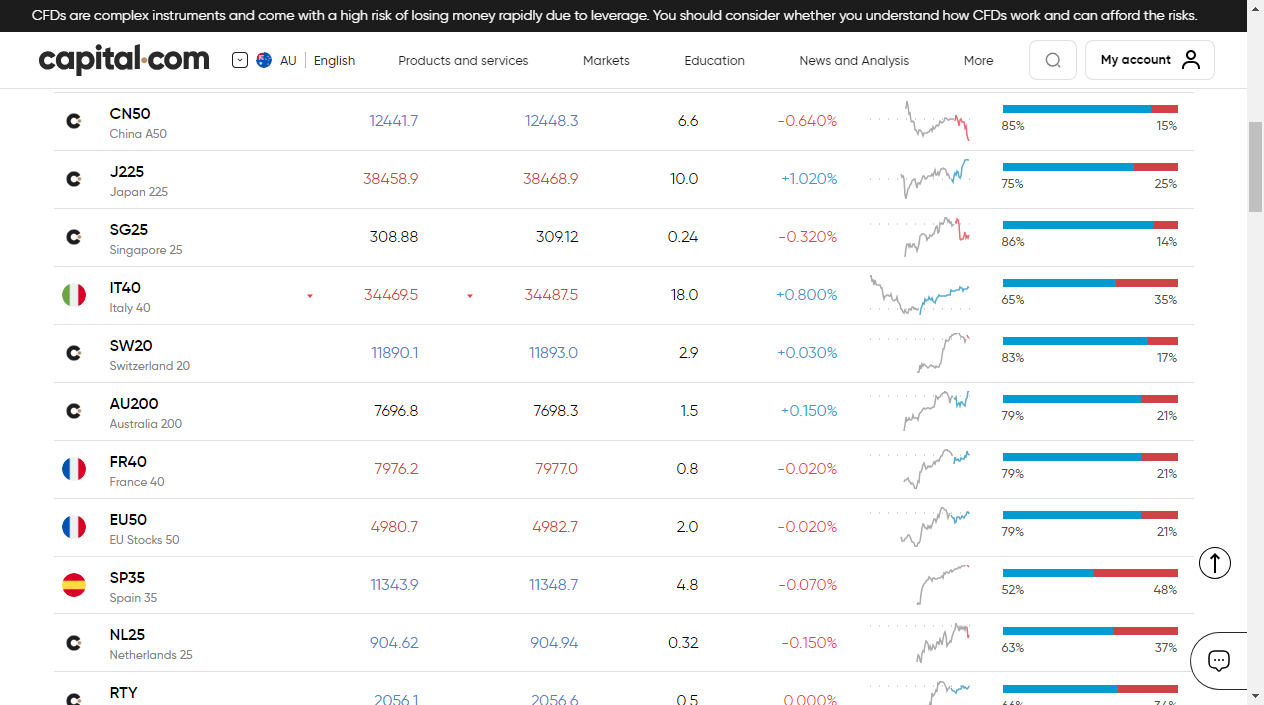 CFDs are complex instruments and come with a high risk of losing money rapidly due to leverage. You should consider whether you understand how CFDs work and can afford the risks.
capital.com AU English Products and services Markets Education News and Analysis More My account
CN50 12441.7 12448.3 6.6 -0.640%
China A50 85% 15%
J225 38458.9 38468.9 10.0 +1.020%
Japan 225 75% 25%
SG25 308.88 309.12 0.24 -0.320%
Singapore 25 86% 14%
IT40 34469.5 34487.5 18.0 +0.800%
Italy 40 65% 35%
SW20 11890.1 11893.0 2.9 +0.030%
Switzerland 20 83% 17%
AU200 7696.8 7698.3 1.5 +0.150%
Australia 200 79% 21%
FR40 7976.2 7977.0 0.8 -0.020%
France 40 79% 21%
EU50 4980.7 4982.7 2.0 -0.020%
EU Stocks 50 79% 21%
SP35 11343.9 11348.7 4.8 -0.070%
Spain 35 52% 48%
NL25 904.62 904.94 0.32 -0.150%
Netherlands 25 63% 37%
RTY 2056.1 2056.6 0.5 0.000%